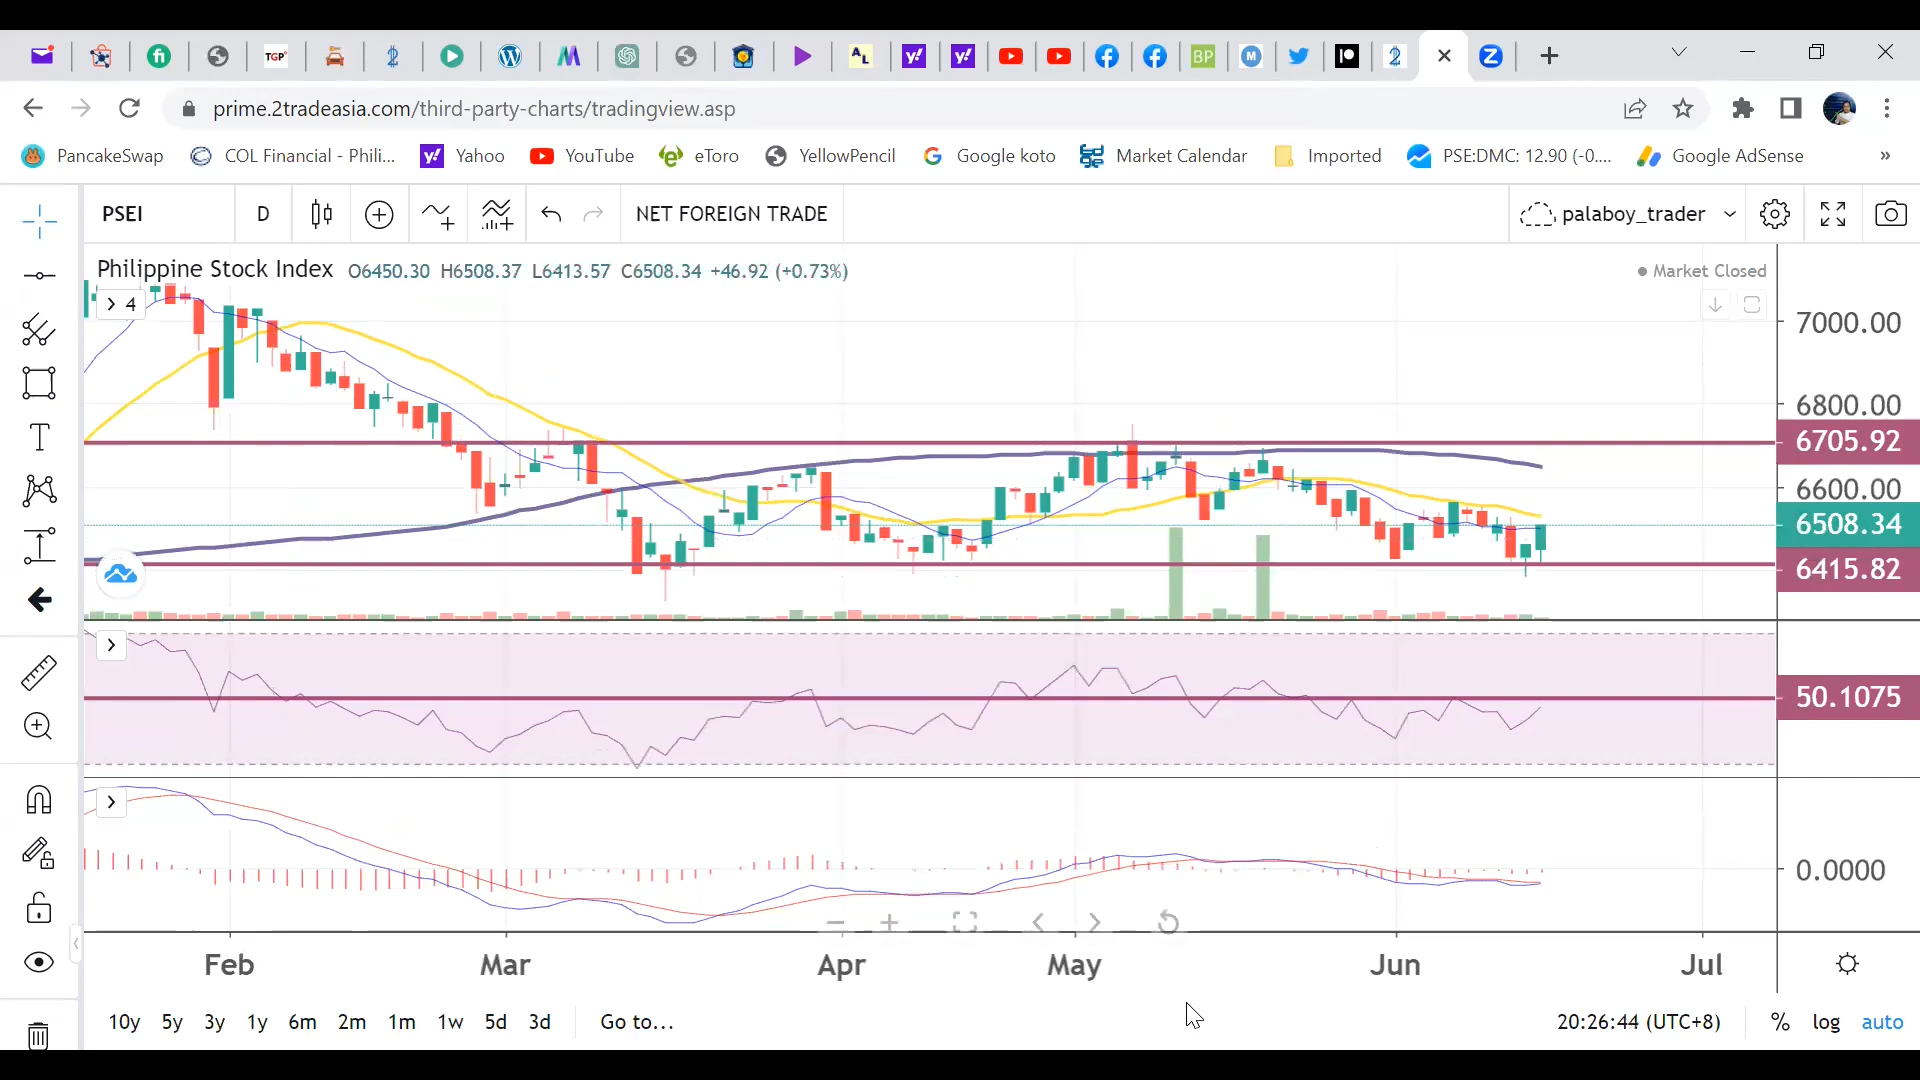 TGP
AL
y!
y!
BP
M
prime.2tradeasia.com/third-party-charts/tradingview.asp
PancakeSwap COL Financial - Phili... Yahoo YouTube eToro YellowPencil Google koto Market Calendar Imported PSE:DMC: 12.90 (-0.... Google AdSense »
PSEI D NET FOREIGN TRADE palaboy_trader
Philippine Stock Index O6450.30 H6508.37 L6413.57 C6508.34 +46.92 (+0.73%) Market Closed
4
7000.00
6800.00
6705.92
6600.00
6508.34
6415.82
50.1075
0.0000
Feb Mar Apr May Jun Jul
10y 5y 3y 1y 6m 2m 1m 1w 5d 3d Go to... 20:26:44 (UTC+8) % log auto